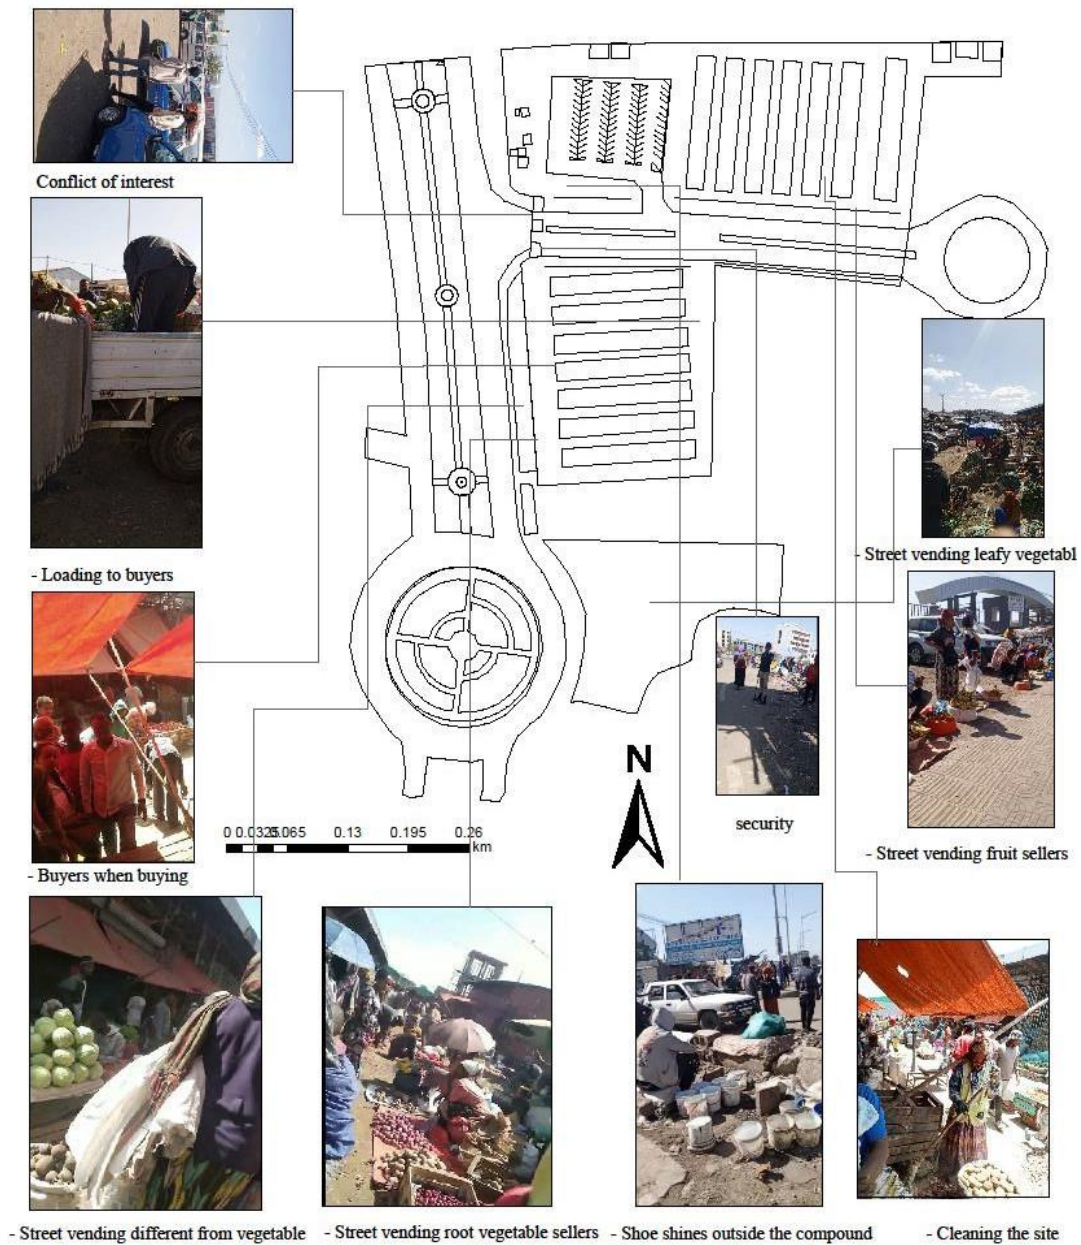 Conflict of interest
- Loading to buyers
- Street vending leafy vegetabl
N
security
0 0.0325 0.065 0.13 0.195 0.26
km
- Street vending fruit sellers
- Buyers when buying
- Street vending different from vegetable
- Street vending root vegetable sellers
- Shoe shines outside the compound
- Cleaning the site